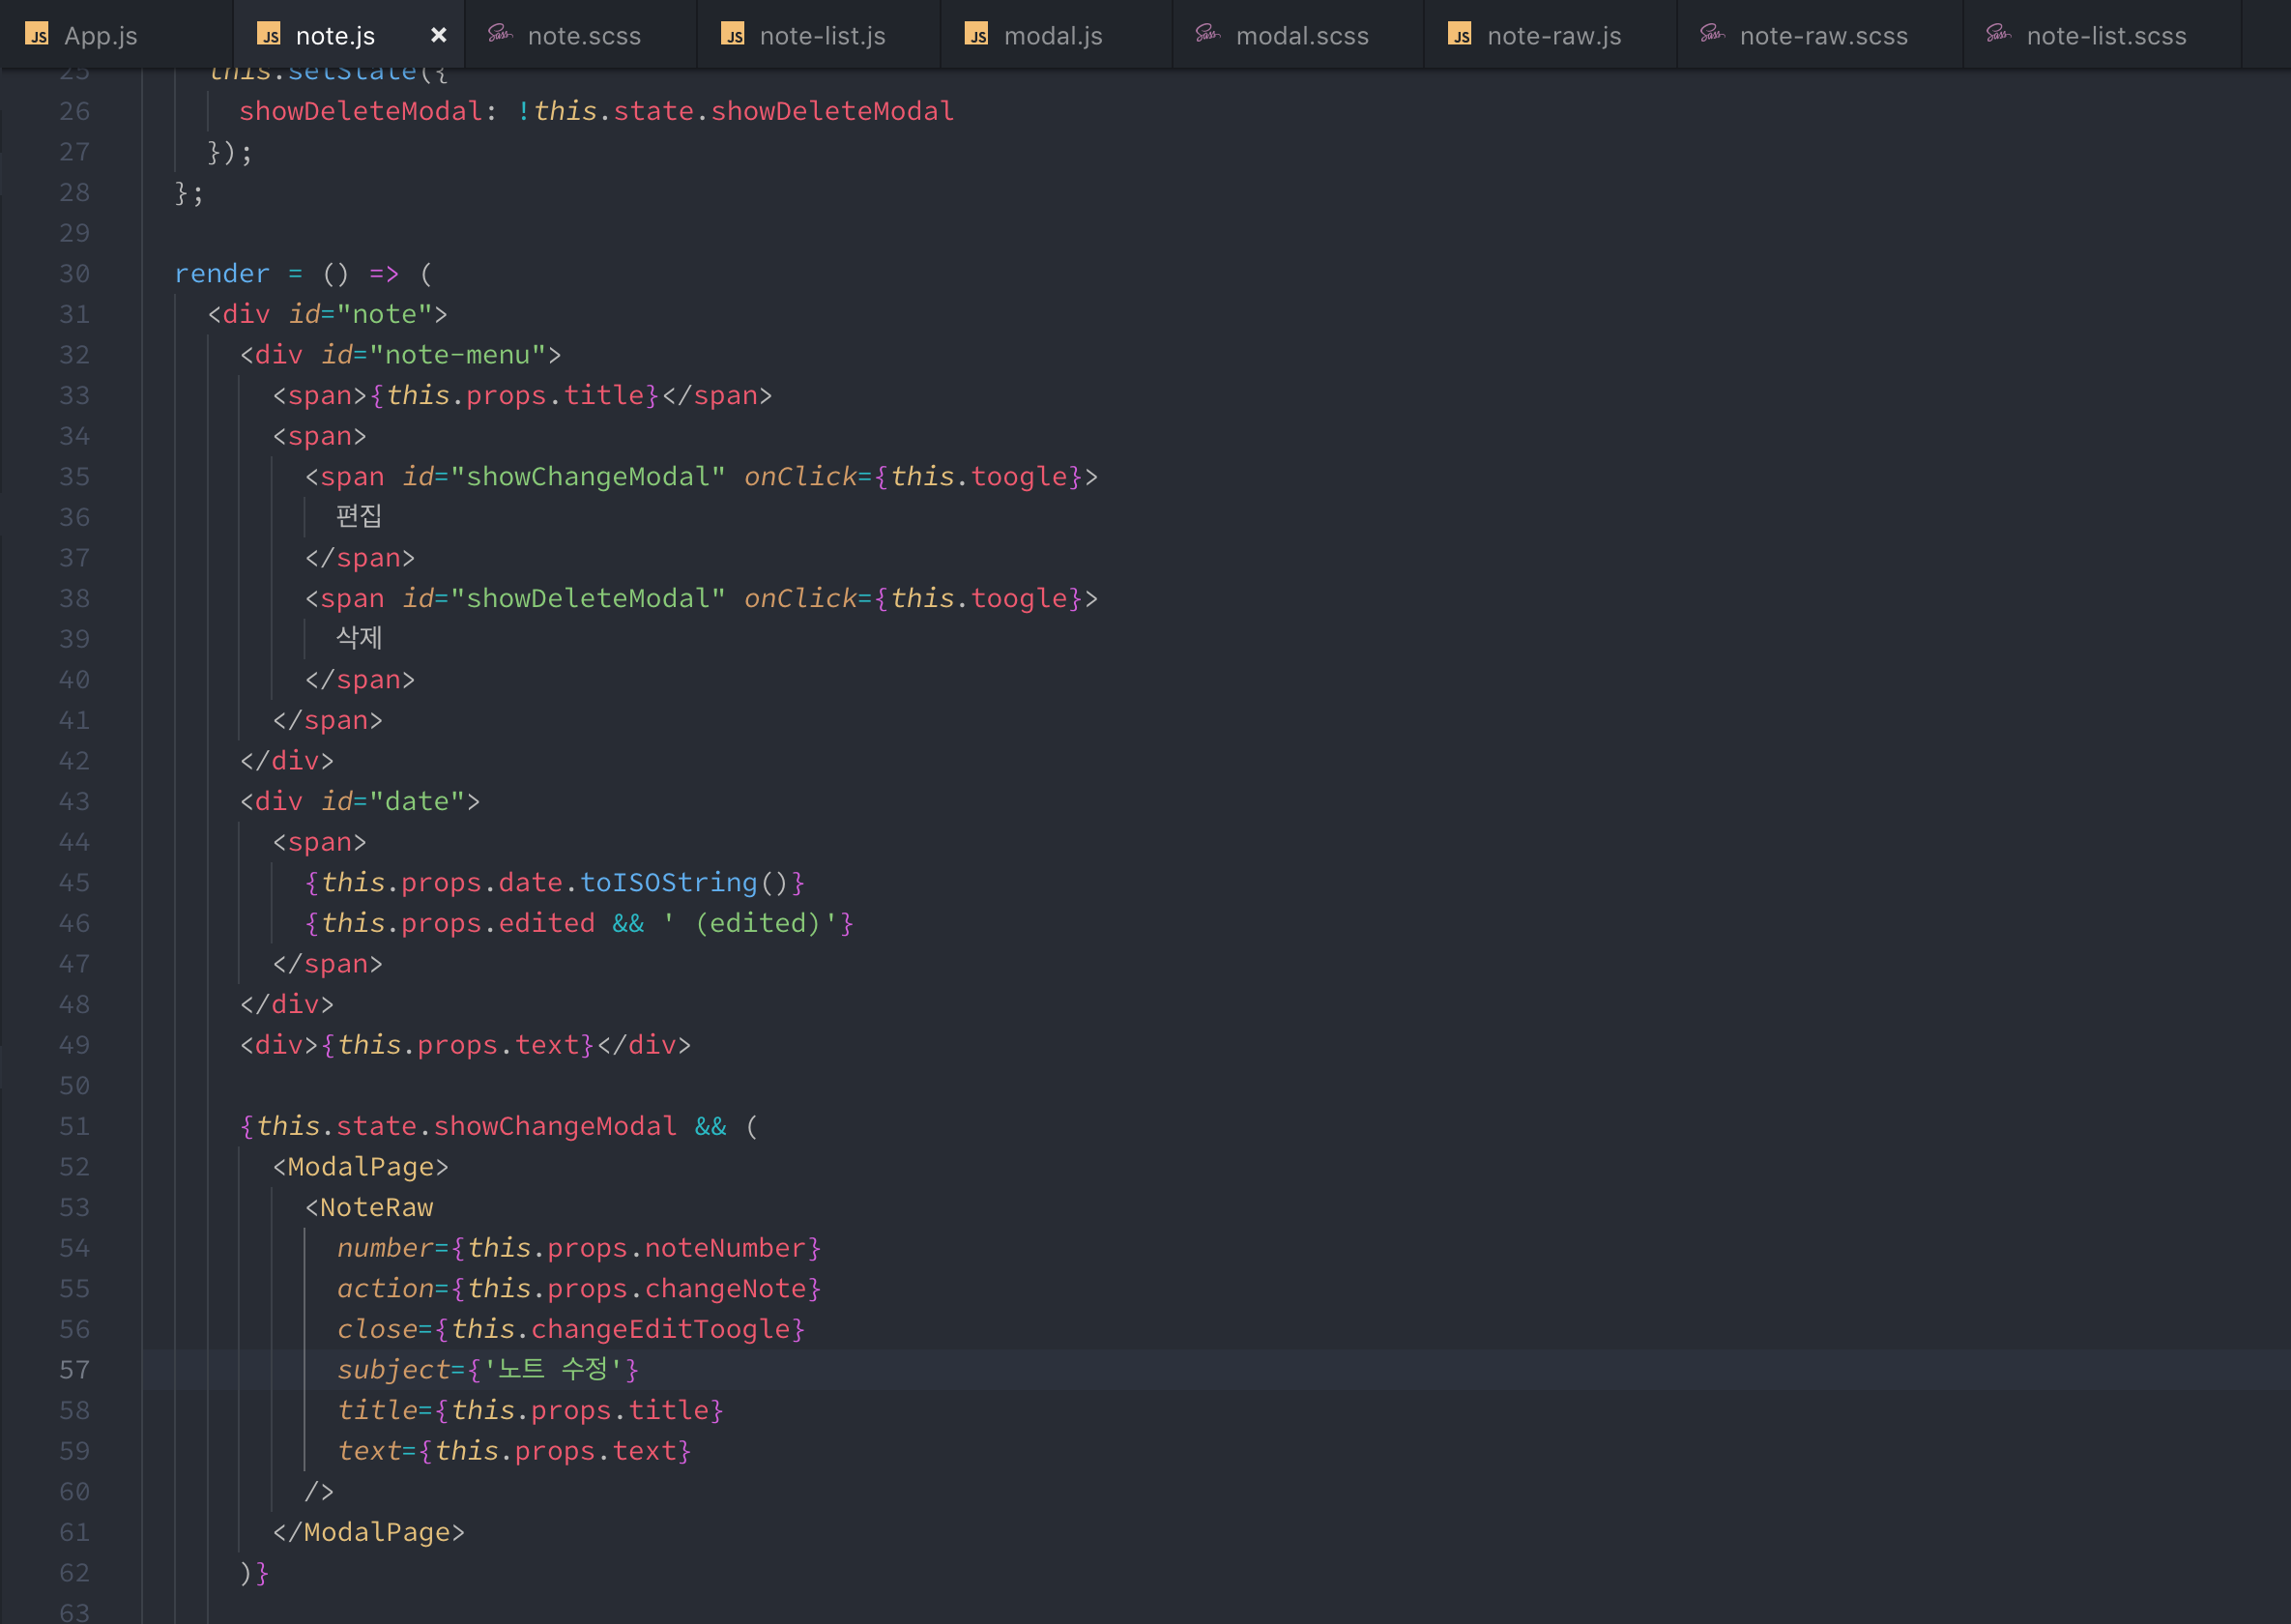 App.js note.js × note.scss note-list.js modal.js modal.scss note-raw.js note-raw.scss note-list.scss
25 this.setState({
26 showDeleteModal: !this.state.showDeleteModal
27 });
28 };
29
30 render = () => (
31 <div id="note">
32 <div id="note-menu">
33 <span>{this.props.title}</span>
34 <span>
35 <span id="showChangeModal" onClick={this.toogle}>
36 편집
37 </span>
38 <span id="showDeleteModal" onClick={this.toogle}>
39 삭제
40 </span>
41 </span>
42 </div>
43 <div id="date">
44 <span>
45 {this.props.date.toISOString()}
46 {this.props.edited && ' (edited)'}
47 </span>
48 </div>
49 <div>{this.props.text}</div>
50
51 {this.state.showChangeModal && (
52 <ModalPage>
53 <NoteRaw
54 number={this.props.noteNumber}
55 action={this.props.changeNote}
56 close={this.changeEditToogle}
57 subject={'노트 수정'}
58 title={this.props.title}
59 text={this.props.text}
60 />
61 </ModalPage>
62 )}
63